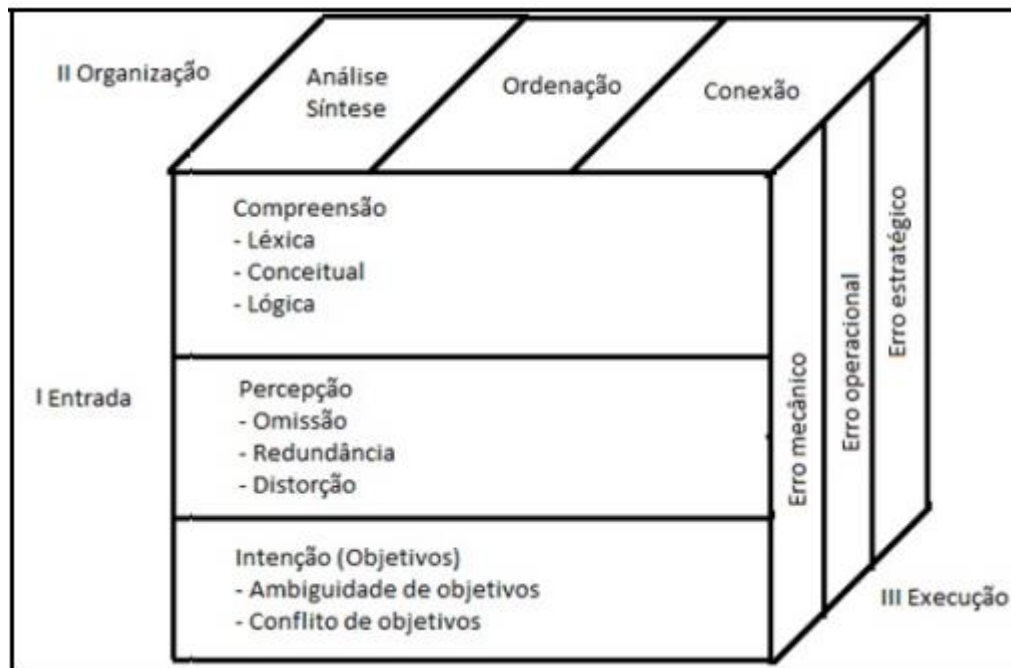 II Organização
Análise
Síntese
Ordenação
Conexão
I Entrada
Compreensão
- Léxica
- Conceitual
- Lógica
Percepção
- Omissão
- Redundância
- Distorção
Intenção (Objetivos)
- Ambiguidade de objetivos
- Conflito de objetivos
Erro mecânico
Erro operacional
Erro estratégico
III Execução